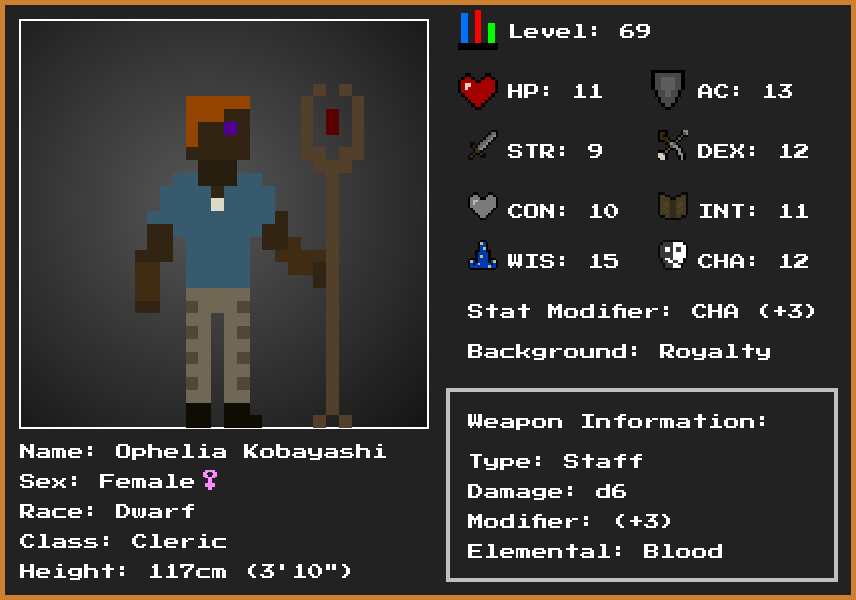 Level: 69
HP: 11 AC: 13
STR: 9 DEX: 12
CON: 10 INT: 11
WIS: 15 CHA: 12
Stat Modifier: CHA (+3)
Background: Royalty
Weapon Information:
Type: Staff
Damage: d6
Modifier: (+3)
Elemental: Blood
Name: Ophelia Kobayashi
Sex: Female♀
Race: Dwarf
Class: Cleric
Height: 117cm (3'10")